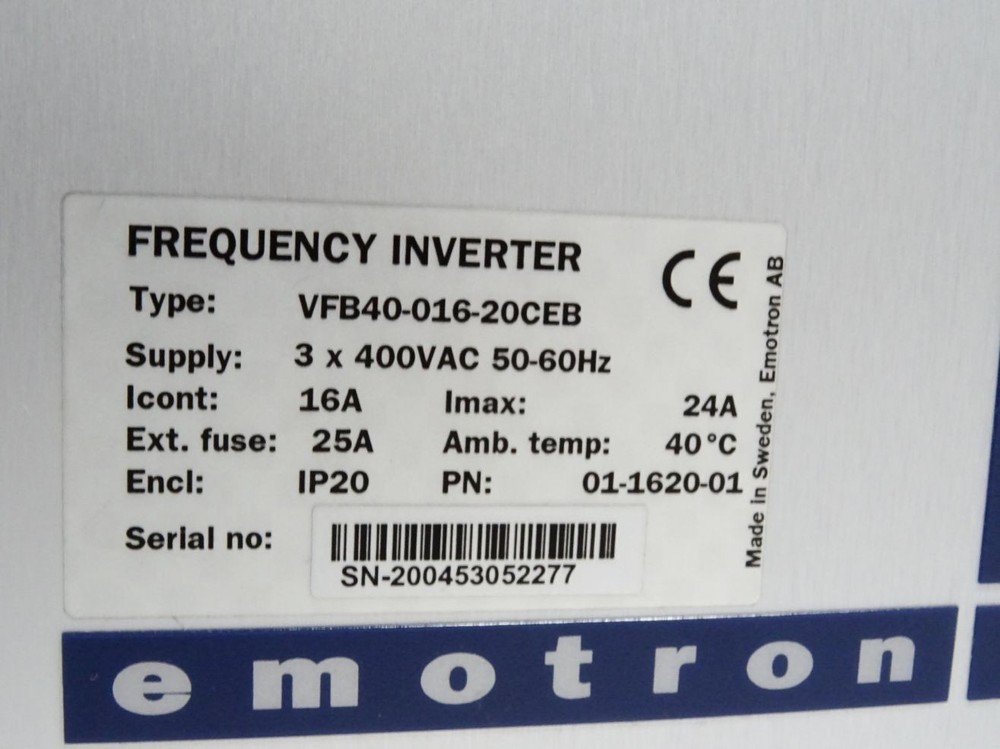 FREQUENCY INVERTER
CE
Type: VFB40-016-20CEB
Supply: 3 x 400VAC 50-60Hz
Icont: 16A Imax: 24A
Ext. fuse: 25A Amb. temp: 40°C
Encl: IP20 PN: 01-1620-01
Serial no:
SN-200453052277
Made in Sweden, Emotron AB
emotron